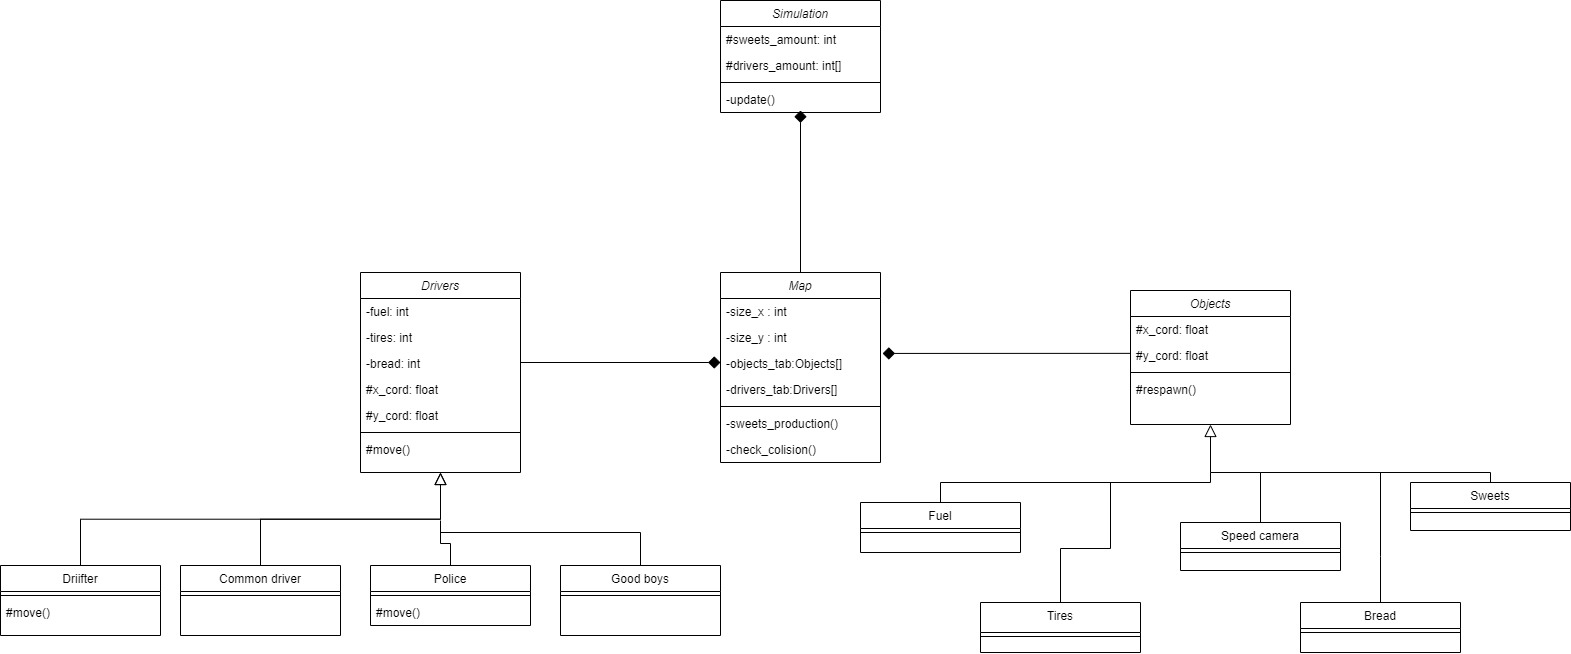 Simulation
#sweets_amount: int
#drivers_amount: int[]
-update()
Drivers
-fuel: int
-tires: int
-bread: int
#x_cord: float
#y_cord: float
#move()
Map
-size_x : int
-size_y : int
-objects_tab:Objects[]
-drivers_tab:Drivers[]
-sweets_production()
-check_colision()
Objects
#x_cord: float
#y_cord: float
#respawn()
Driifter
#move()
Common driver
Police
#move()
Good boys
Fuel
Tires
Speed camera
Bread
Sweets